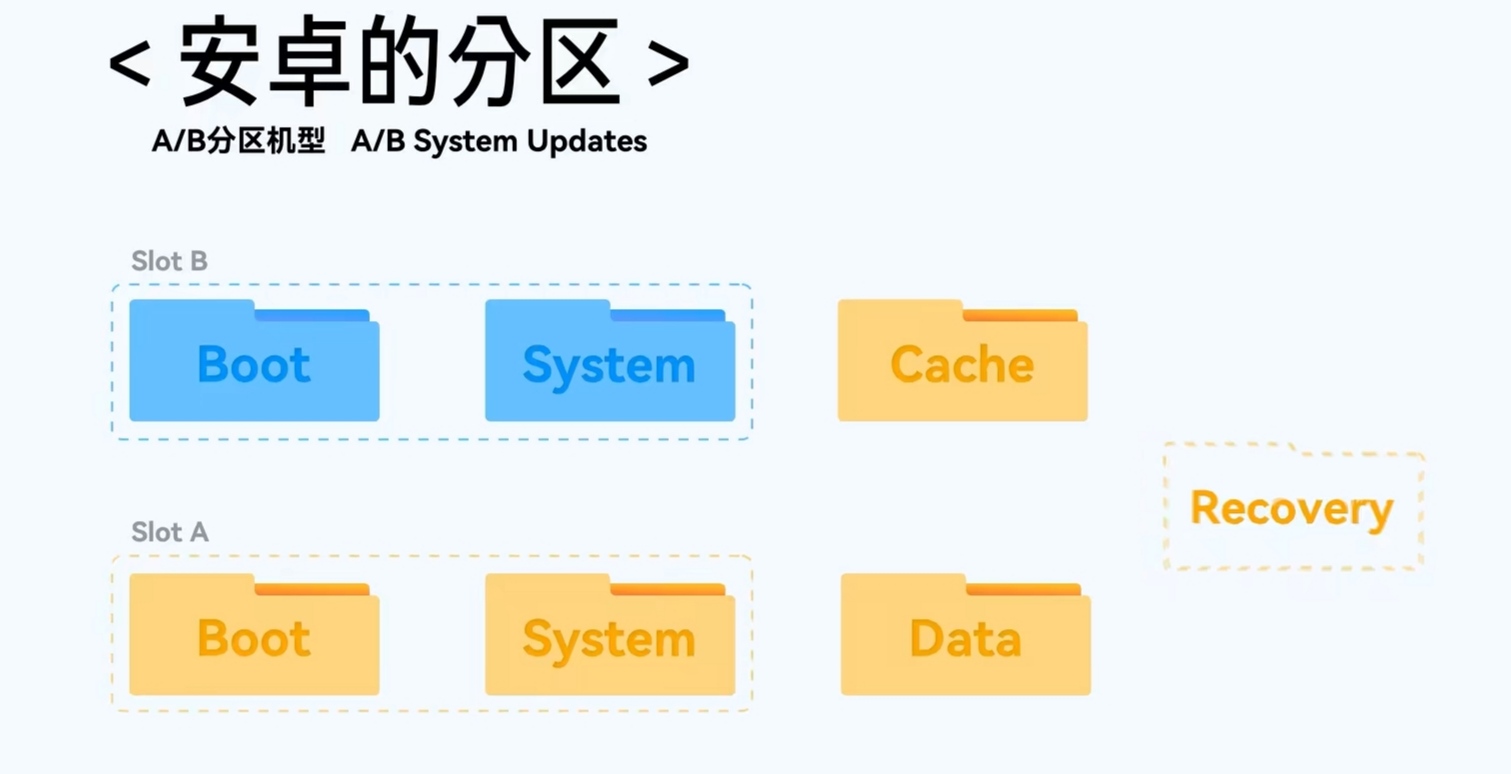 < 安卓的分区 >
A/B分区机型 A/B System Updates
Slot B
Boot
System
Cache
Recovery
Slot A
Boot
System
Data